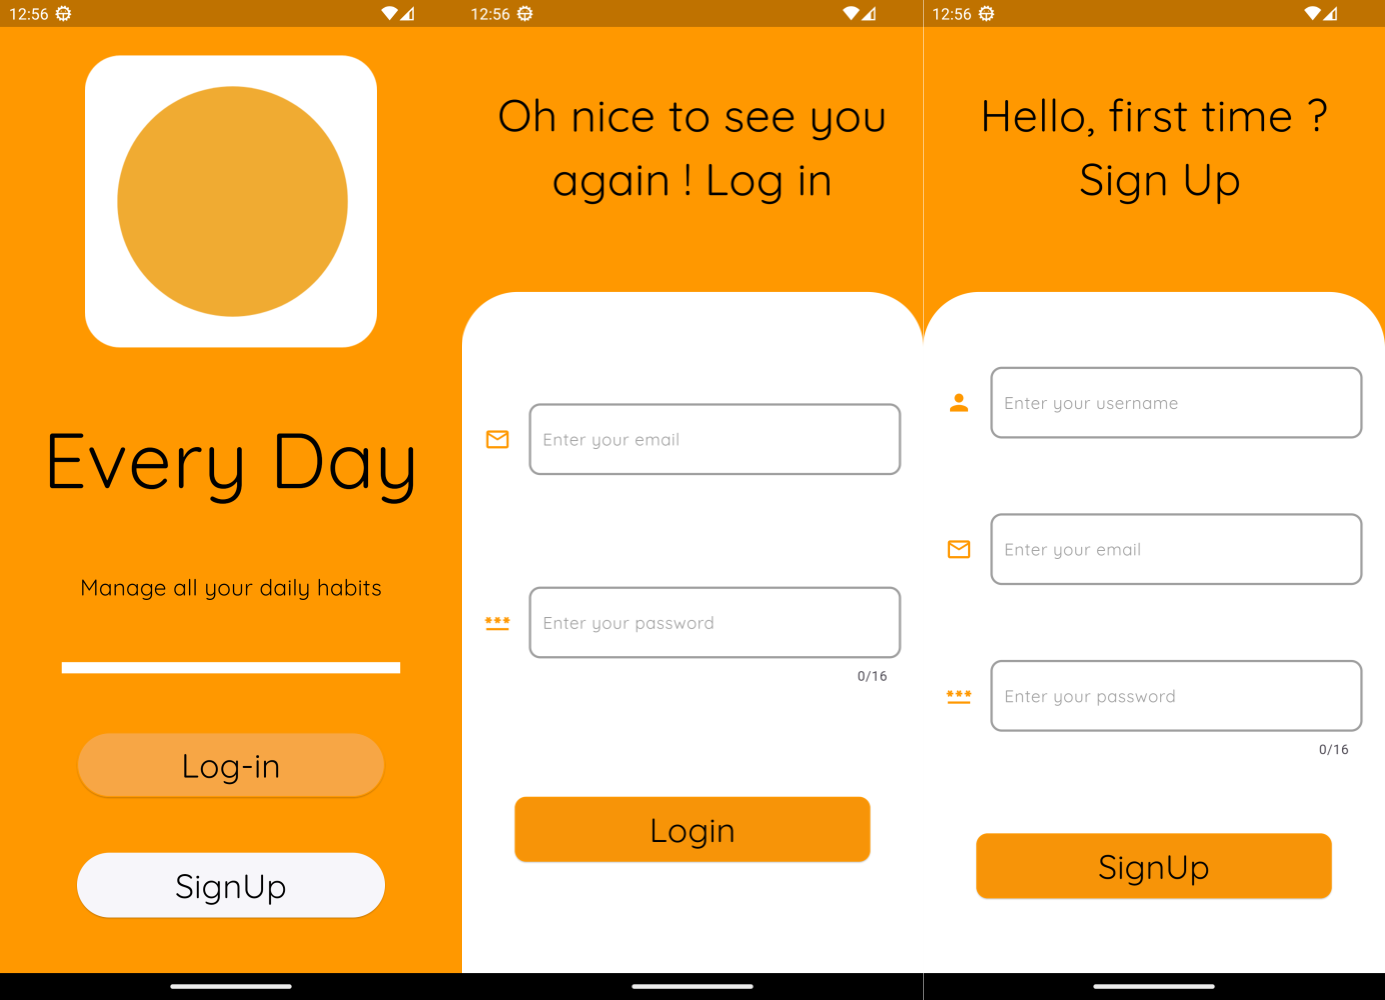 12:56
Every Day
Manage all your daily habits
Log-in
SignUp
12:56
Oh nice to see you
again ! Log in
Enter your email
Enter your password
0/16
Login
12:56
Hello, first time ?
Sign Up
Enter your username
Enter your email
Enter your password
0/16
SignUp